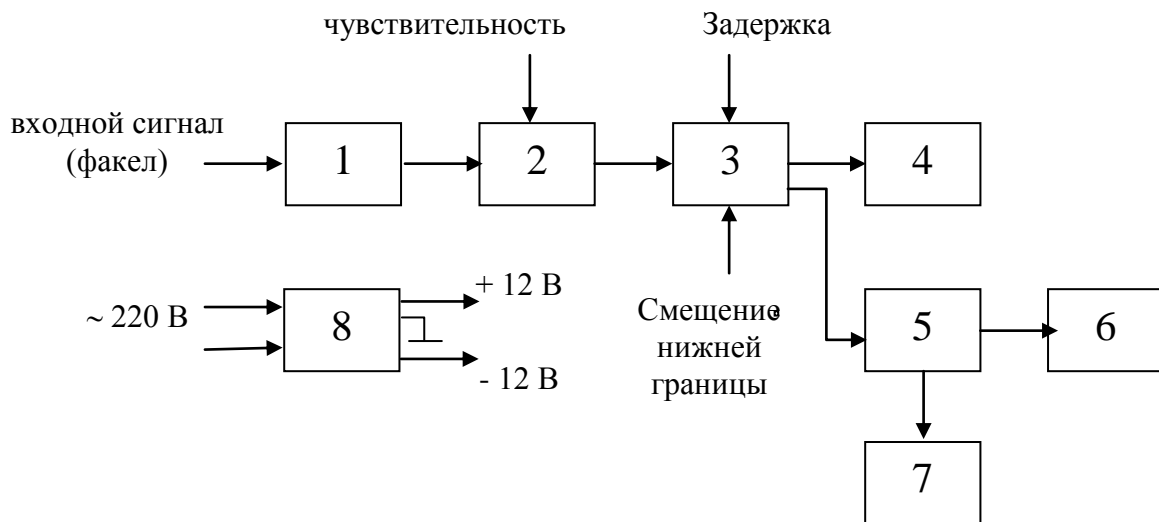 чувствительность
Задержка
входной сигнал
(факел)
1
2
3
4
~ 220 В
8
+ 12 В
- 12 В
Смещение
нижней
границы
5
6
7